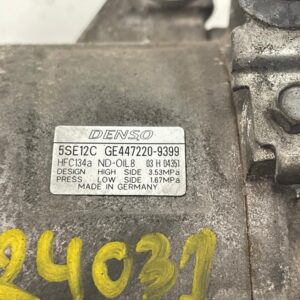 DENSO
5SE12C GE447220-9399
HFC134a ND-OIL8 03 H 04351
DESIGN HIGH SIDE 3.53MPa
PRESS LOW SIDE 1.67MPa
MADE IN GERMANY
24031